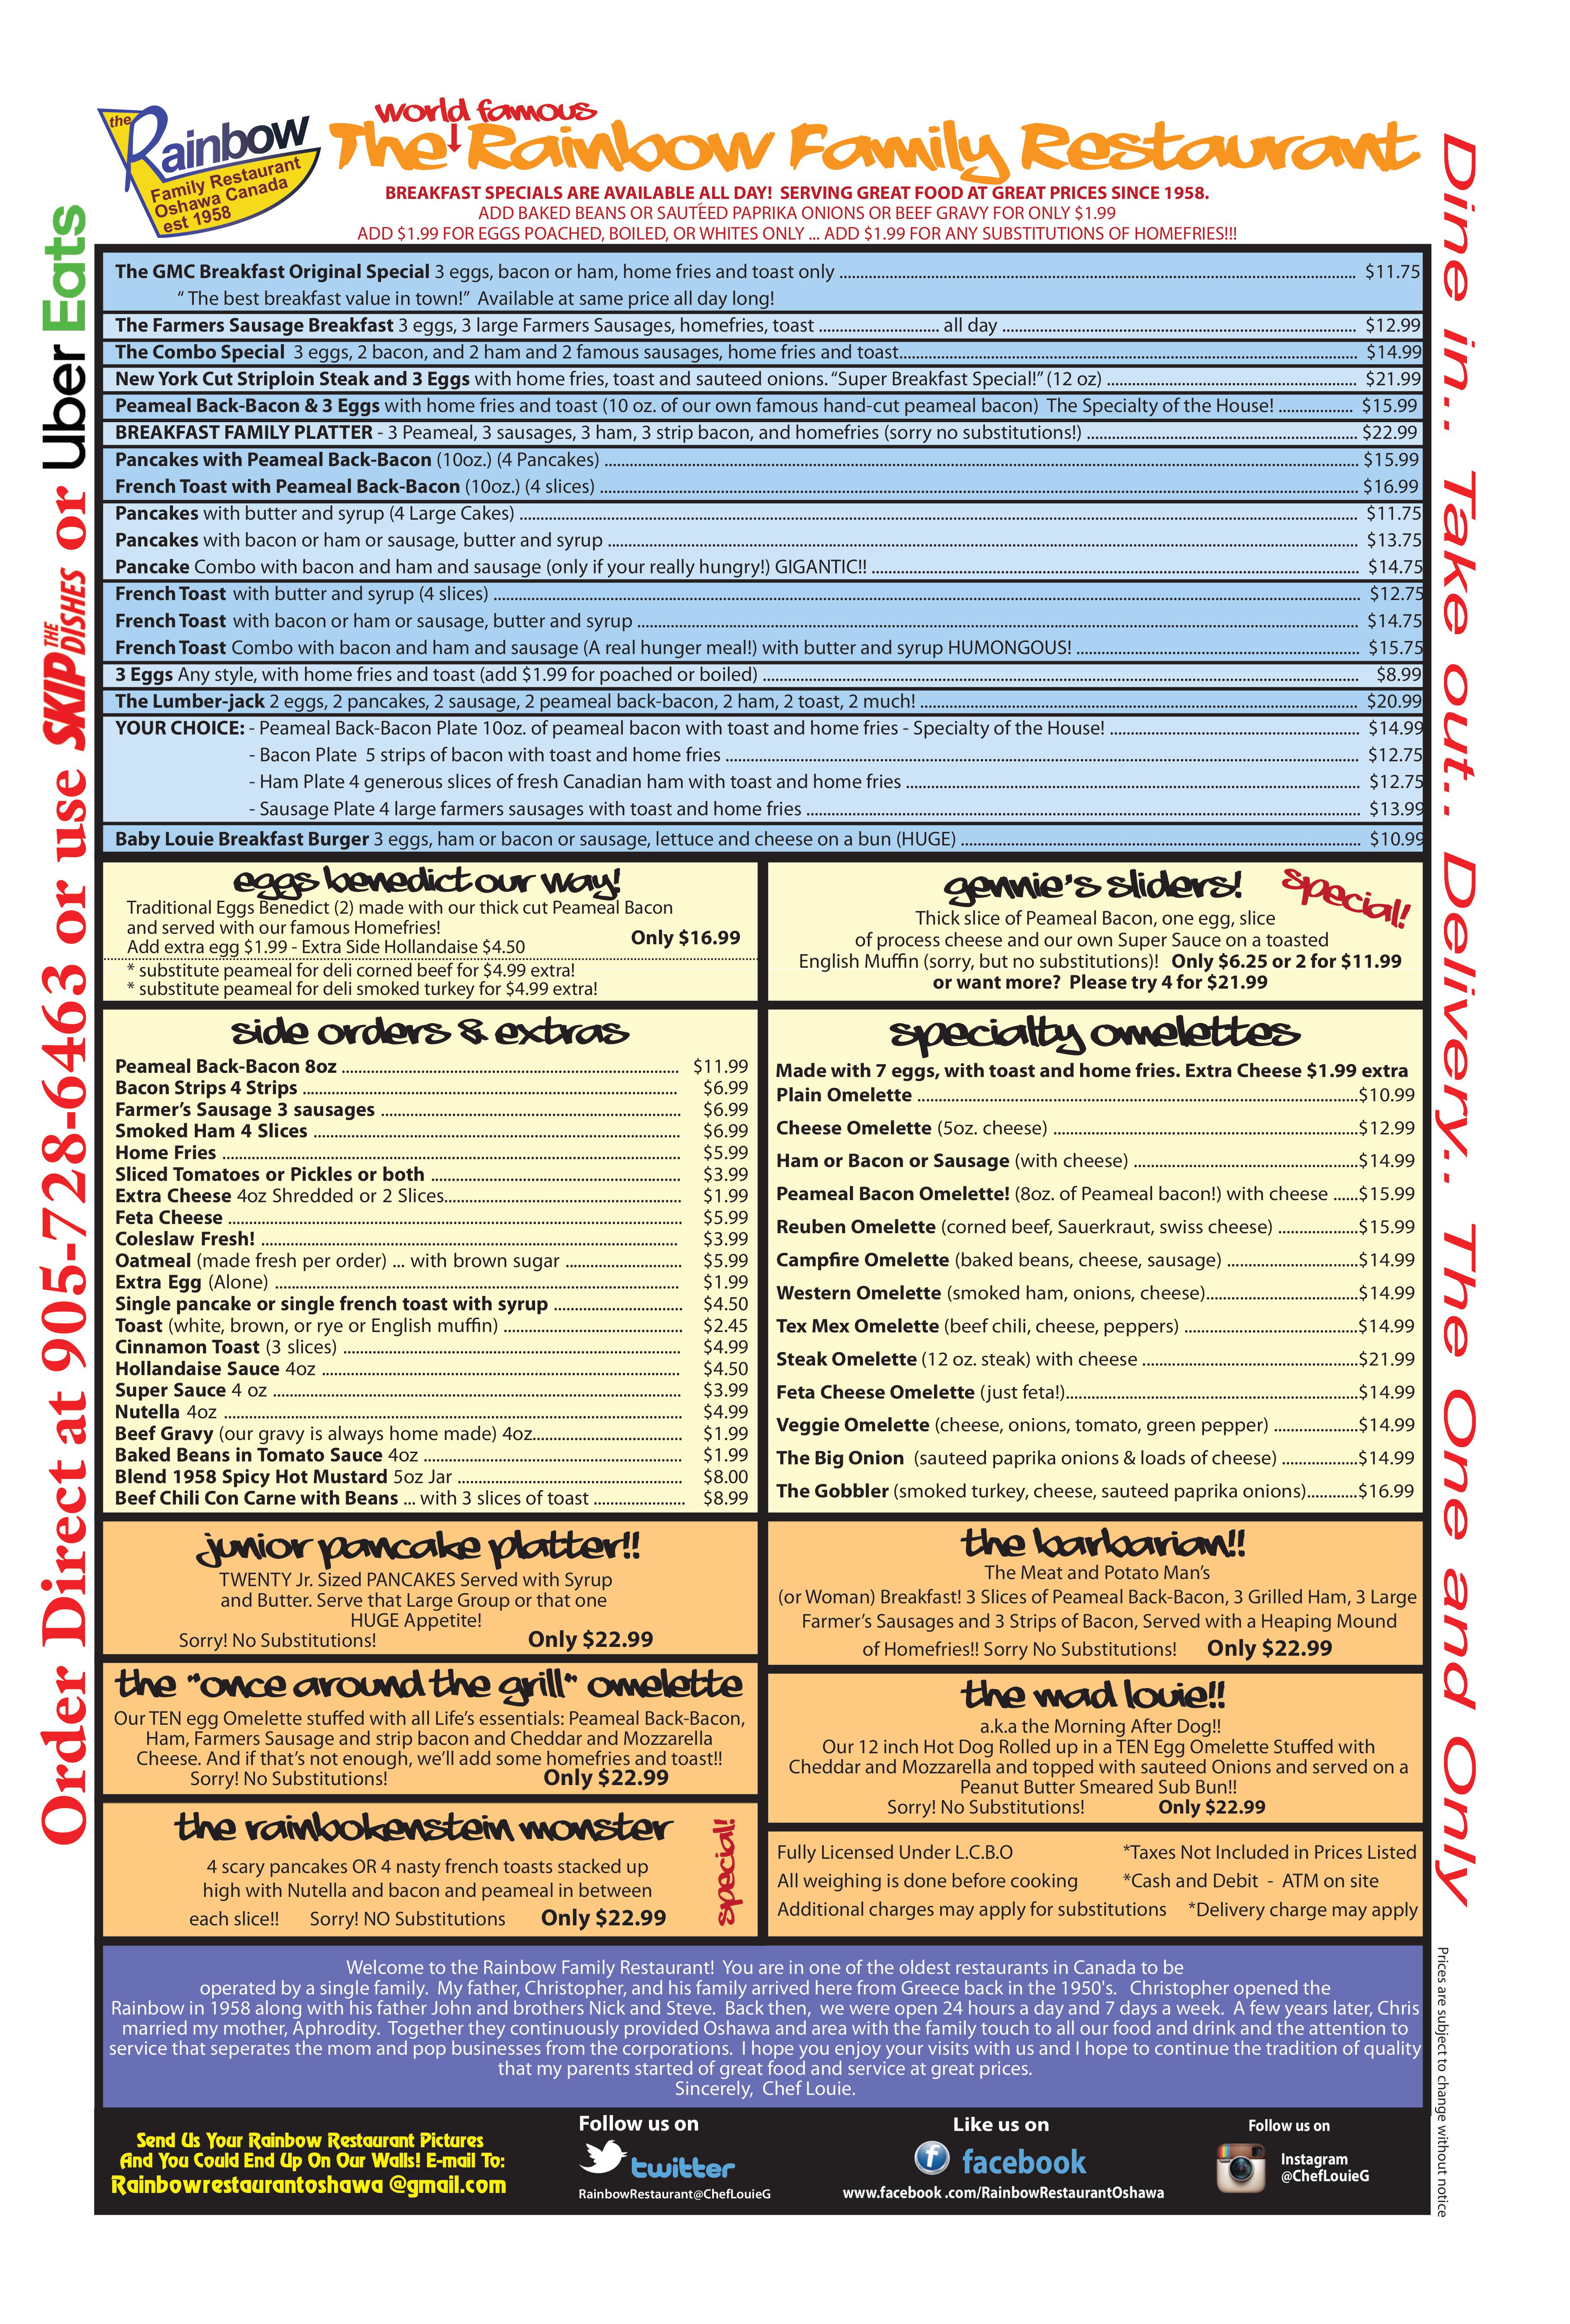 the
Rainbow
Family Restaurant
Oshawa Canada
est 1958
world famous
The Rainbow Family Restaurant
BREAKFAST SPECIALS ARE AVAILABLE ALL DAY! SERVING GREAT FOOD AT GREAT PRICES SINCE 1958.
ADD BAKED BEANS OR SAUTÉED PAPRIKA ONIONS OR BEEF GRAVY FOR ONLY $1.99
ADD $1.99 FOR EGGS POACHED, BOILED, OR WHITES ONLY ... ADD $1.99 FOR ANY SUBSTITUTIONS OF HOMEFRIES!!!
Order Direct at 905-728-6463 or use SKIP THE DISHES or Uber Eats
Dine in.. Take out.. Delivery.. The One and Only
The GMC Breakfast Original Special 3 eggs, bacon or ham, home fries and toast only ... $11.75
“ The best breakfast value in town!” Available at same price all day long!
The Farmers Sausage Breakfast 3 eggs, 3 large Farmers Sausages, homefries, toast ... all day ... $12.99
The Combo Special 3 eggs, 2 bacon, and 2 ham and 2 famous sausages, home fries and toast... $14.99
New York Cut Striploin Steak and 3 Eggs with home fries, toast and sauteed onions. “Super Breakfast Special!” (12 oz) ... $21.99
Peameal Back-Bacon & 3 Eggs with home fries and toast (10 oz. of our own famous hand-cut peameal bacon) The Specialty of the House! ... $15.99
BREAKFAST FAMILY PLATTER - 3 Peameal, 3 sausages, 3 ham, 3 strip bacon, and homefries (sorry no substitutions!) ... $22.99
Pancakes with Peameal Back-Bacon (10oz.) (4 Pancakes) ... $15.99
French Toast with Peameal Back-Bacon (10oz.) (4 slices) ... $16.99
Pancakes with butter and syrup (4 Large Cakes) ... $11.75
Pancakes with bacon or ham or sausage, butter and syrup ... $13.75
Pancake Combo with bacon and ham and sausage (only if your really hungry!) GIGANTIC!! ... $14.75
French Toast with butter and syrup (4 slices) ... $12.75
French Toast with bacon or ham or sausage, butter and syrup ... $14.75
French Toast Combo with bacon and ham and sausage (A real hunger meal!) with butter and syrup HUMONGOUS! ... $15.75
3 Eggs Any style, with home fries and toast (add $1.99 for poached or boiled) ... $8.99
The Lumber-jack 2 eggs, 2 pancakes, 2 sausage, 2 peameal back-bacon, 2 ham, 2 toast, 2 much! ... $20.99
YOUR CHOICE: - Peameal Back-Bacon Plate 10oz. of peameal bacon with toast and home fries - Specialty of the House! ... $14.99
- Bacon Plate 5 strips of bacon with toast and home fries ... $12.75
- Ham Plate 4 generous slices of fresh Canadian ham with toast and home fries ... $12.75
- Sausage Plate 4 large farmers sausages with toast and home fries ... $13.99
Baby Louie Breakfast Burger 3 eggs, ham or bacon or sausage, lettuce and cheese on a bun (HUGE) ... $10.99
eggs benedict our way!
Traditional Eggs Benedict (2) made with our thick cut Peameal Bacon
and served with our famous Homefries!
Add extra egg $1.99 - Extra Side Hollandaise $4.50
Only $16.99
* substitute peameal for deli corned beef for $4.99 extra!
* substitute peameal for deli smoked turkey for $4.99 extra!
gennie's sliders!
special!
Thick slice of Peameal Bacon, one egg, slice
of process cheese and our own Super Sauce on a toasted
English Muffin (sorry, but no substitutions)! Only $6.25 or 2 for $11.99
or want more? Please try 4 for $21.99
side orders & extras
Peameal Back-Bacon 8oz ... $11.99
Bacon Strips 4 Strips ... $6.99
Farmer's Sausage 3 sausages ... $6.99
Smoked Ham 4 Slices ... $6.99
Home Fries ... $5.99
Sliced Tomatoes or Pickles or both ... $3.99
Extra Cheese 4oz Shredded or 2 Slices... $1.99
Feta Cheese ... $5.99
Coleslaw Fresh! ... $3.99
Oatmeal (made fresh per order) ... with brown sugar ... $5.99
Extra Egg (Alone) ... $1.99
Single pancake or single french toast with syrup ... $4.50
Toast (white, brown, or rye or English muffin) ... $2.45
Cinnamon Toast (3 slices) ... $4.99
Hollandaise Sauce 4oz ... $4.50
Super Sauce 4 oz ... $3.99
Nutella 4oz ... $4.99
Beef Gravy (our gravy is always home made) 4oz... $1.99
Baked Beans in Tomato Sauce 4oz ... $1.99
Blend 1958 Spicy Hot Mustard 5oz Jar ... $8.00
Beef Chili Con Carne with Beans ... with 3 slices of toast ... $8.99
specialty omelettes
Made with 7 eggs, with toast and home fries. Extra Cheese $1.99 extra
Plain Omelette ... $10.99
Cheese Omelette (5oz. cheese) ... $12.99
Ham or Bacon or Sausage (with cheese) ... $14.99
Peameal Bacon Omelette! (8oz. of Peameal bacon!) with cheese ... $15.99
Reuben Omelette (corned beef, Sauerkraut, swiss cheese) ... $15.99
Campfire Omelette (baked beans, cheese, sausage) ... $14.99
Western Omelette (smoked ham, onions, cheese)... $14.99
Tex Mex Omelette (beef chili, cheese, peppers) ... $14.99
Steak Omelette (12 oz. steak) with cheese ... $21.99
Feta Cheese Omelette (just feta!)... $14.99
Veggie Omelette (cheese, onions, tomato, green pepper) ... $14.99
The Big Onion (sauteed paprika onions & loads of cheese) ... $14.99
The Gobbler (smoked turkey, cheese, sauteed paprika onions)... $16.99
junior pancake platter!!
TWENTY Jr. Sized PANCAKES Served with Syrup
and Butter. Serve that Large Group or that one
HUGE Appetite!
Sorry! No Substitutions! Only $22.99
the barbarian!!
The Meat and Potato Man's
(or Woman) Breakfast! 3 Slices of Peameal Back-Bacon, 3 Grilled Ham, 3 Large
Farmer's Sausages and 3 Strips of Bacon, Served with a Heaping Mound
of Homefries!! Sorry No Substitutions! Only $22.99
the "once around the grill" omelette
Our TEN egg Omelette stuffed with all Life's essentials: Peameal Back-Bacon,
Ham, Farmers Sausage and strip bacon and Cheddar and Mozzarella
Cheese. And if that's not enough, we'll add some homefries and toast!!
Sorry! No Substitutions! Only $22.99
the mad louie!!
a.k.a the Morning After Dog!!
Our 12 inch Hot Dog Rolled up in a TEN Egg Omelette Stuffed with
Cheddar and Mozzarella and topped with sauteed Onions and served on a
Peanut Butter Smeared Sub Bun!!
Sorry! No Substitutions! Only $22.99
the rainbokenstein monster
4 scary pancakes OR 4 nasty french toasts stacked up
high with Nutella and bacon and peameal in between
each slice!! Sorry! NO Substitutions Only $22.99
special!
Fully Licensed Under L.C.B.O *Taxes Not Included in Prices Listed
All weighing is done before cooking *Cash and Debit - ATM on site
Additional charges may apply for substitutions *Delivery charge may apply
Welcome to the Rainbow Family Restaurant! You are in one of the oldest restaurants in Canada to be
operated by a single family. My father, Christopher, and his family arrived here from Greece back in the 1950's. Christopher opened the
Rainbow in 1958 along with his father John and brothers Nick and Steve. Back then, we were open 24 hours a day and 7 days a week. A few years later, Chris
married my mother, Aphrodity. Together they continuously provided Oshawa and area with the family touch to all our food and drink and the attention to
service that seperates the mom and pop businesses from the corporations. I hope you enjoy your visits with us and I hope to continue the tradition of quality
that my parents started of great food and service at great prices.
Sincerely, Chef Louie.
Prices are subject to change without notice
Send Us Your Rainbow Restaurant Pictures
And You Could End Up On Our Walls! E-mail To:
Rainbowrestaurantoshawa @gmail.com
Follow us on
twitter
RainbowRestaurant@ChefLouieG
Like us on
f facebook
www.facebook .com/RainbowRestaurantOshawa
Follow us on
Instagram
@ChefLouieG